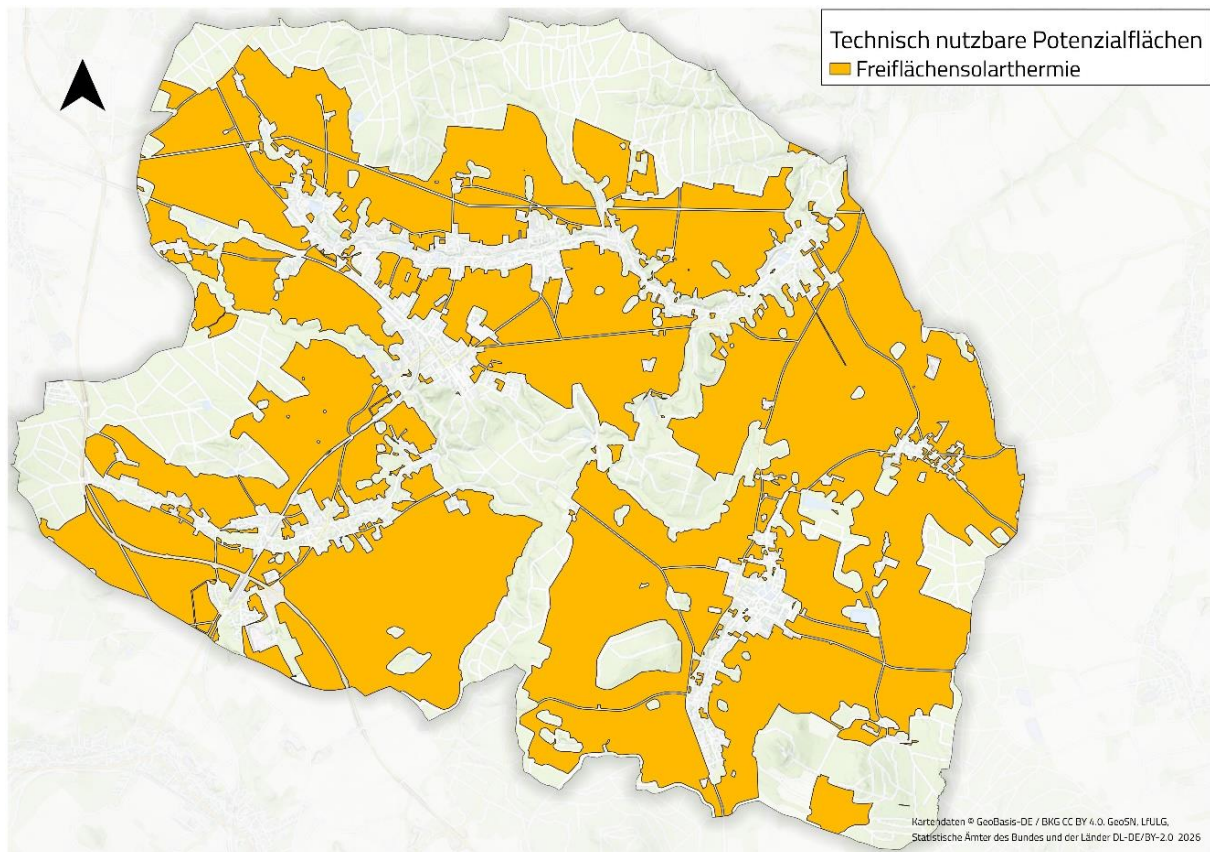 Technisch nutzbare Potenzialflächen
Freiflächensolarthermie
Kartendaten © GeoBasis-DE / BKG CC BY 4.0. GeoSN, LfULG,
Statistische Ämter des Bundes und der Länder DL-DE/BY-2.0 2026